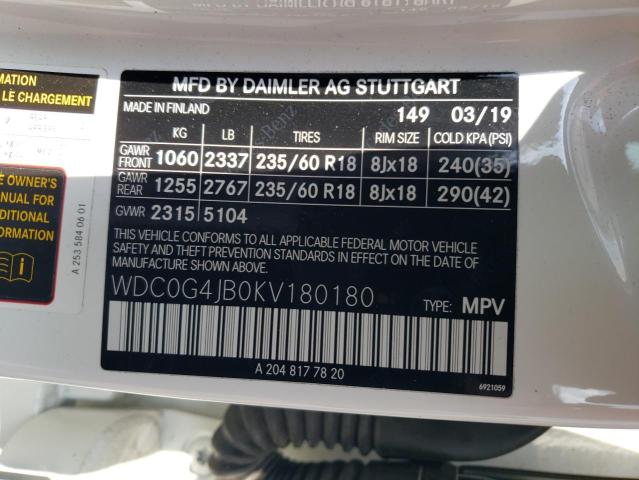 MFD BY DAIMLER AG STUTTGART
MADE IN FINLAND 149 03/19
KG LB TIRES RIM SIZE COLD KPA (PSI)
GAWR FRONT 1060 2337 235/60 R18 8Jx18 240(35)
GAWR REAR 1255 2767 235/60 R18 8Jx18 290(42)
GVWR 2315 5104
THIS VEHICLE CONFORMS TO ALL APPLICABLE FEDERAL MOTOR VEHICLE
SAFETY AND THEFT PREVENTION STANDARDS IN EFFECT ON THE DATE
OF MANUFACTURE SHOWN ABOVE.
WDC0G4JB0KV180180
TYPE: MPV
A 204 817 78 20
6921059
MATION
LE CHARGEMENT
E OWNER'S
NUAL FOR
DITIONAL
ORMATION
A 253 584 06 01